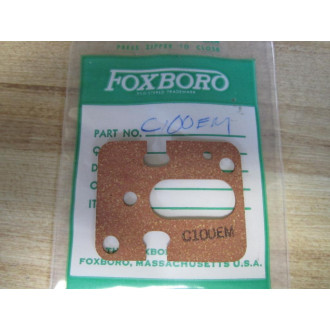 PRESS ZIPPER TO CLOSE
FOXBORO
PART NO. C100EM
C100EM
FOXBORO, MASSACHUSETTS U.S.A.